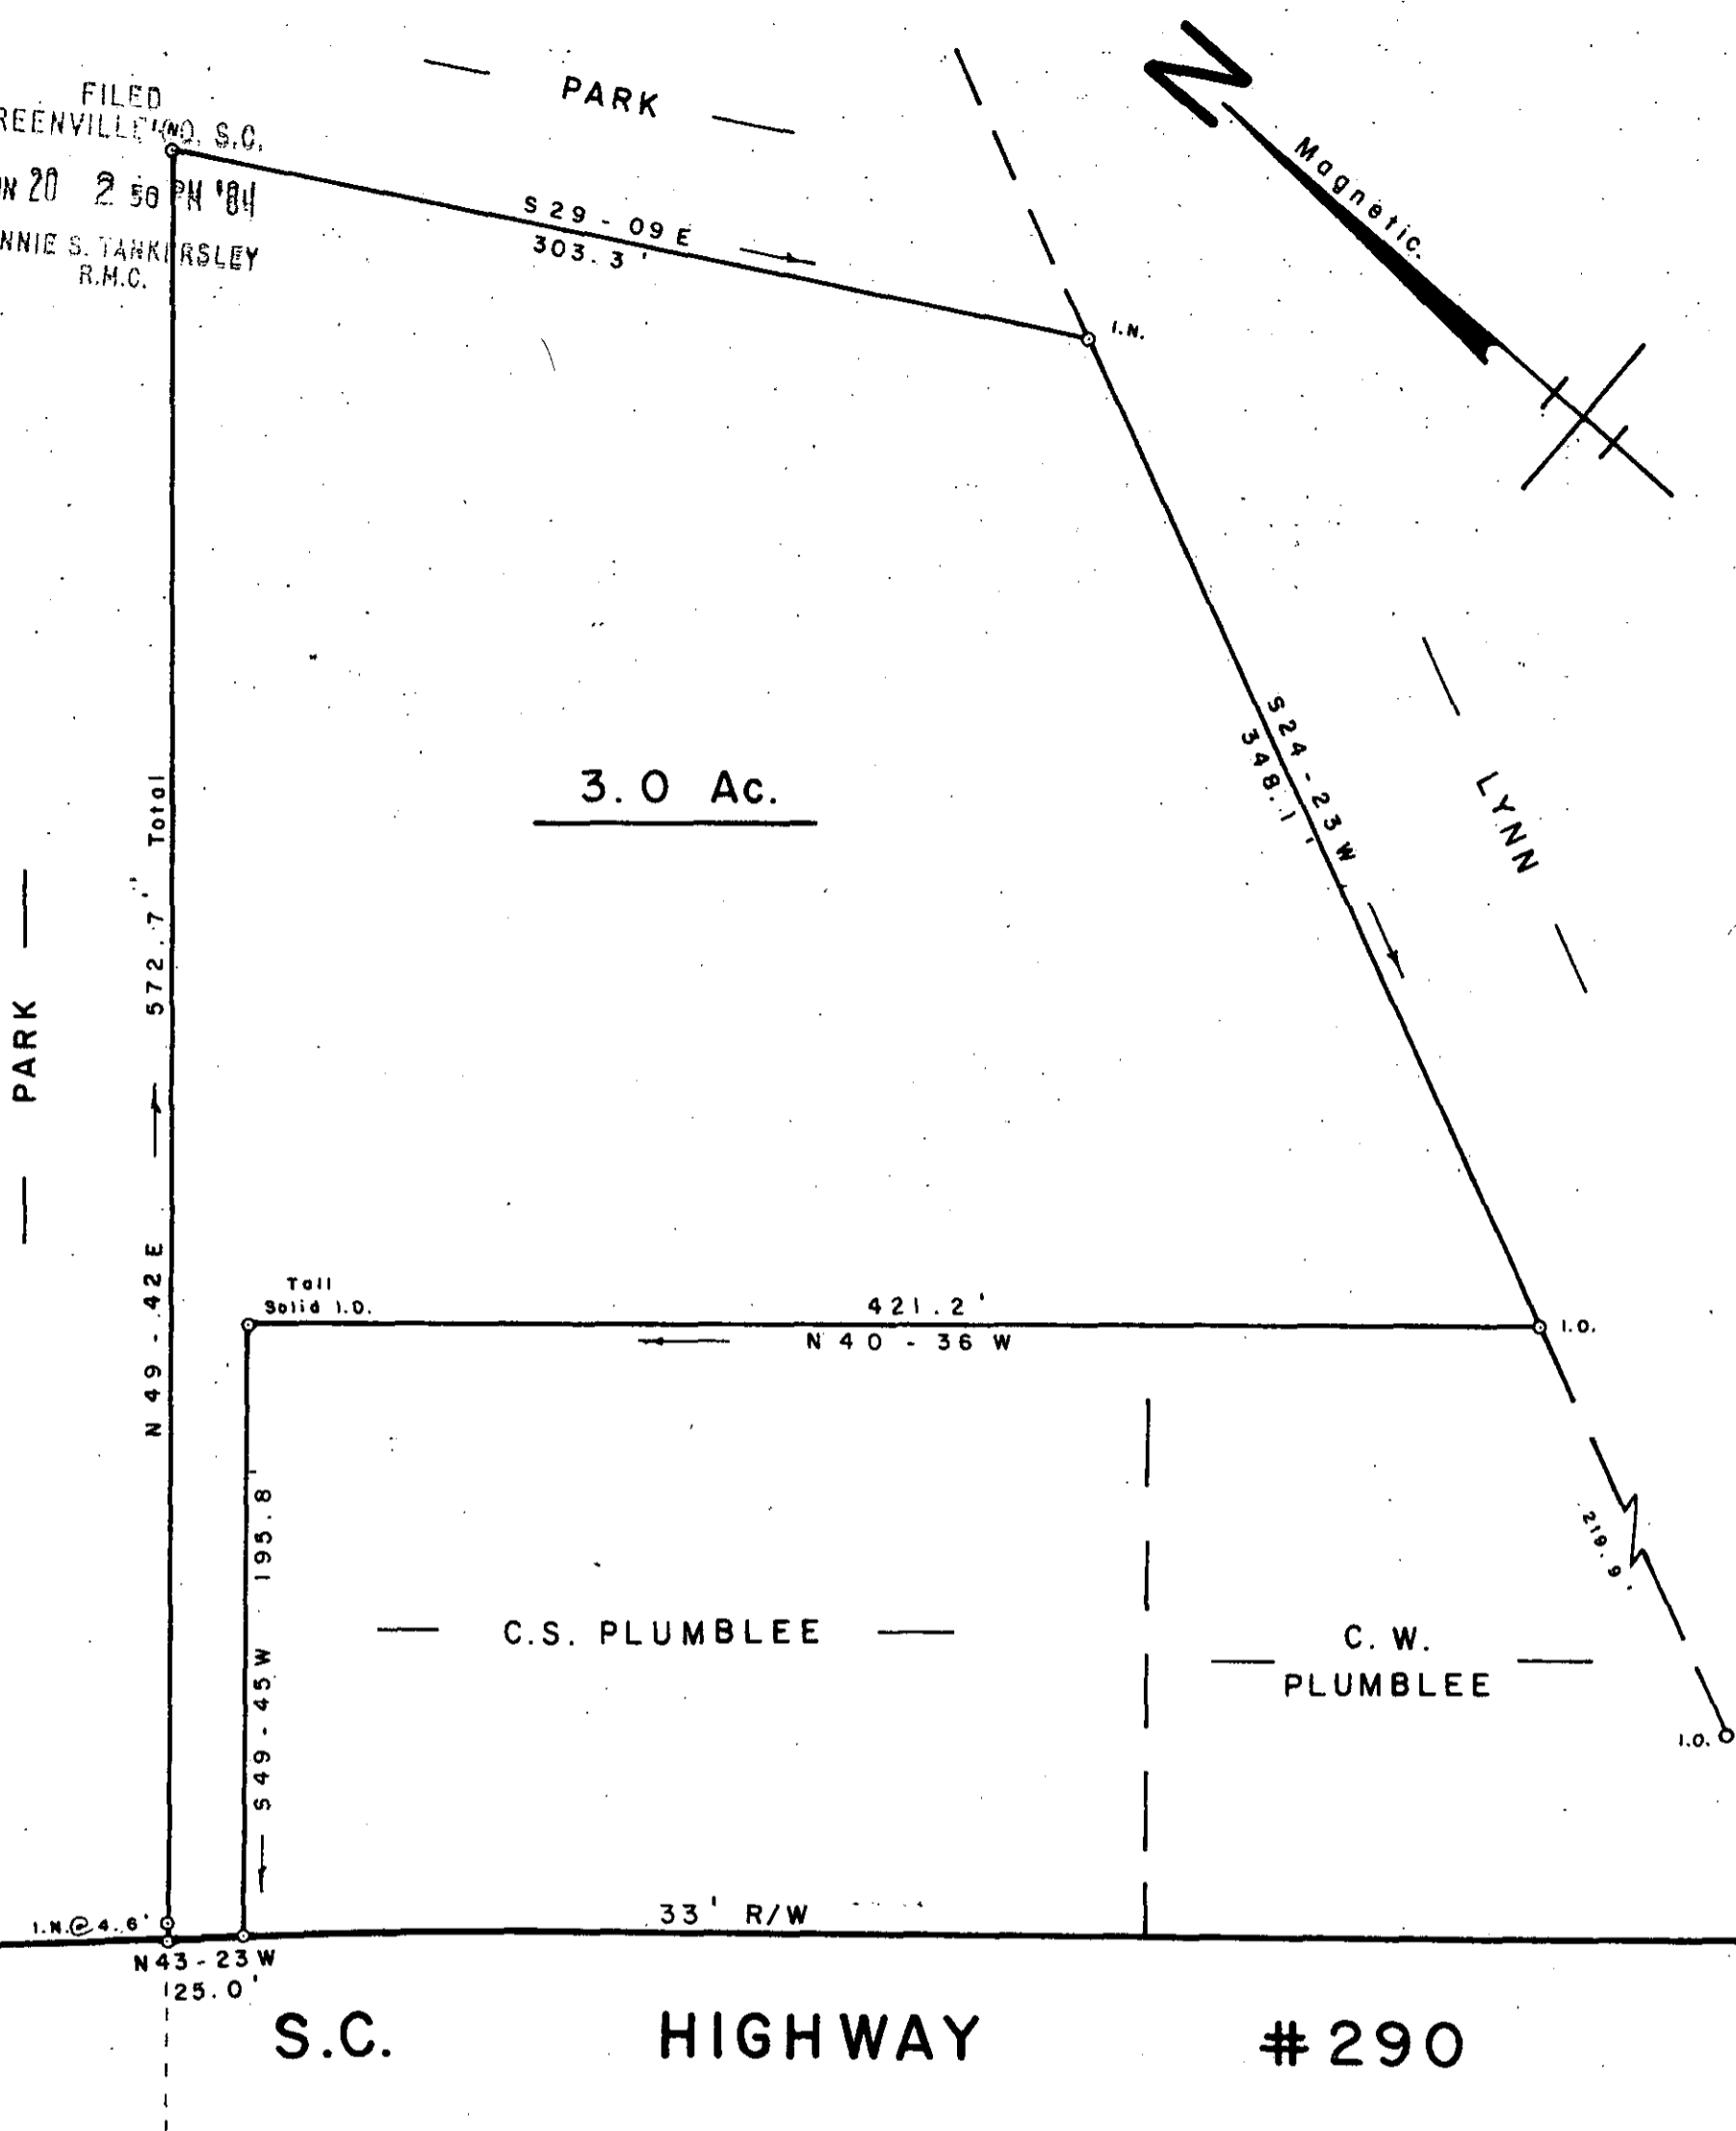 FILED
REENVILLE CO. S.C.
N 20 2 50 PM '84
NNIE S. TANKERSLEY
R.M.C.
PARK
N
Magnetic.
S 29 - 09 E
303.3'
I.N.
S 24 - 23 W
348.1'
LYNN
3.0 Ac.
PARK
N 49 - 42 E 572.7' Total
Tall
Solid I.O.
421.2'
N 40 - 36 W
I.O.
219.9'
I.O.
S 49 - 45 W 195.8'
C.S. PLUMBLEE
C. W.
PLUMBLEE
33' R/W
I.N.@ 4.6'
N 43 - 23 W
25.0'
S.C. HIGHWAY #290